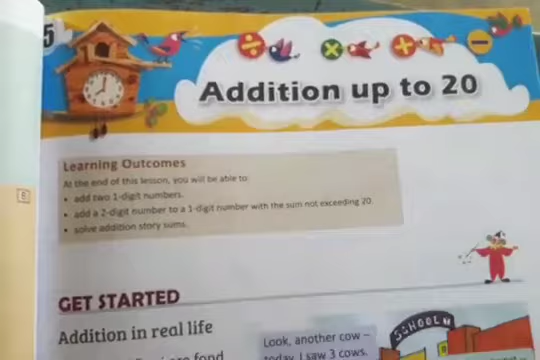 5
Addition up to 20
Learning Outcomes
At the end of this lesson, you will be able to:
• add two 1-digit numbers.
• add a 2-digit number to a 1-digit number with the sum not exceeding 20.
• solve addition story sums.
GET STARTED
Addition in real life
Look, another cow –
today. I saw 3 cows.
SCHOOL